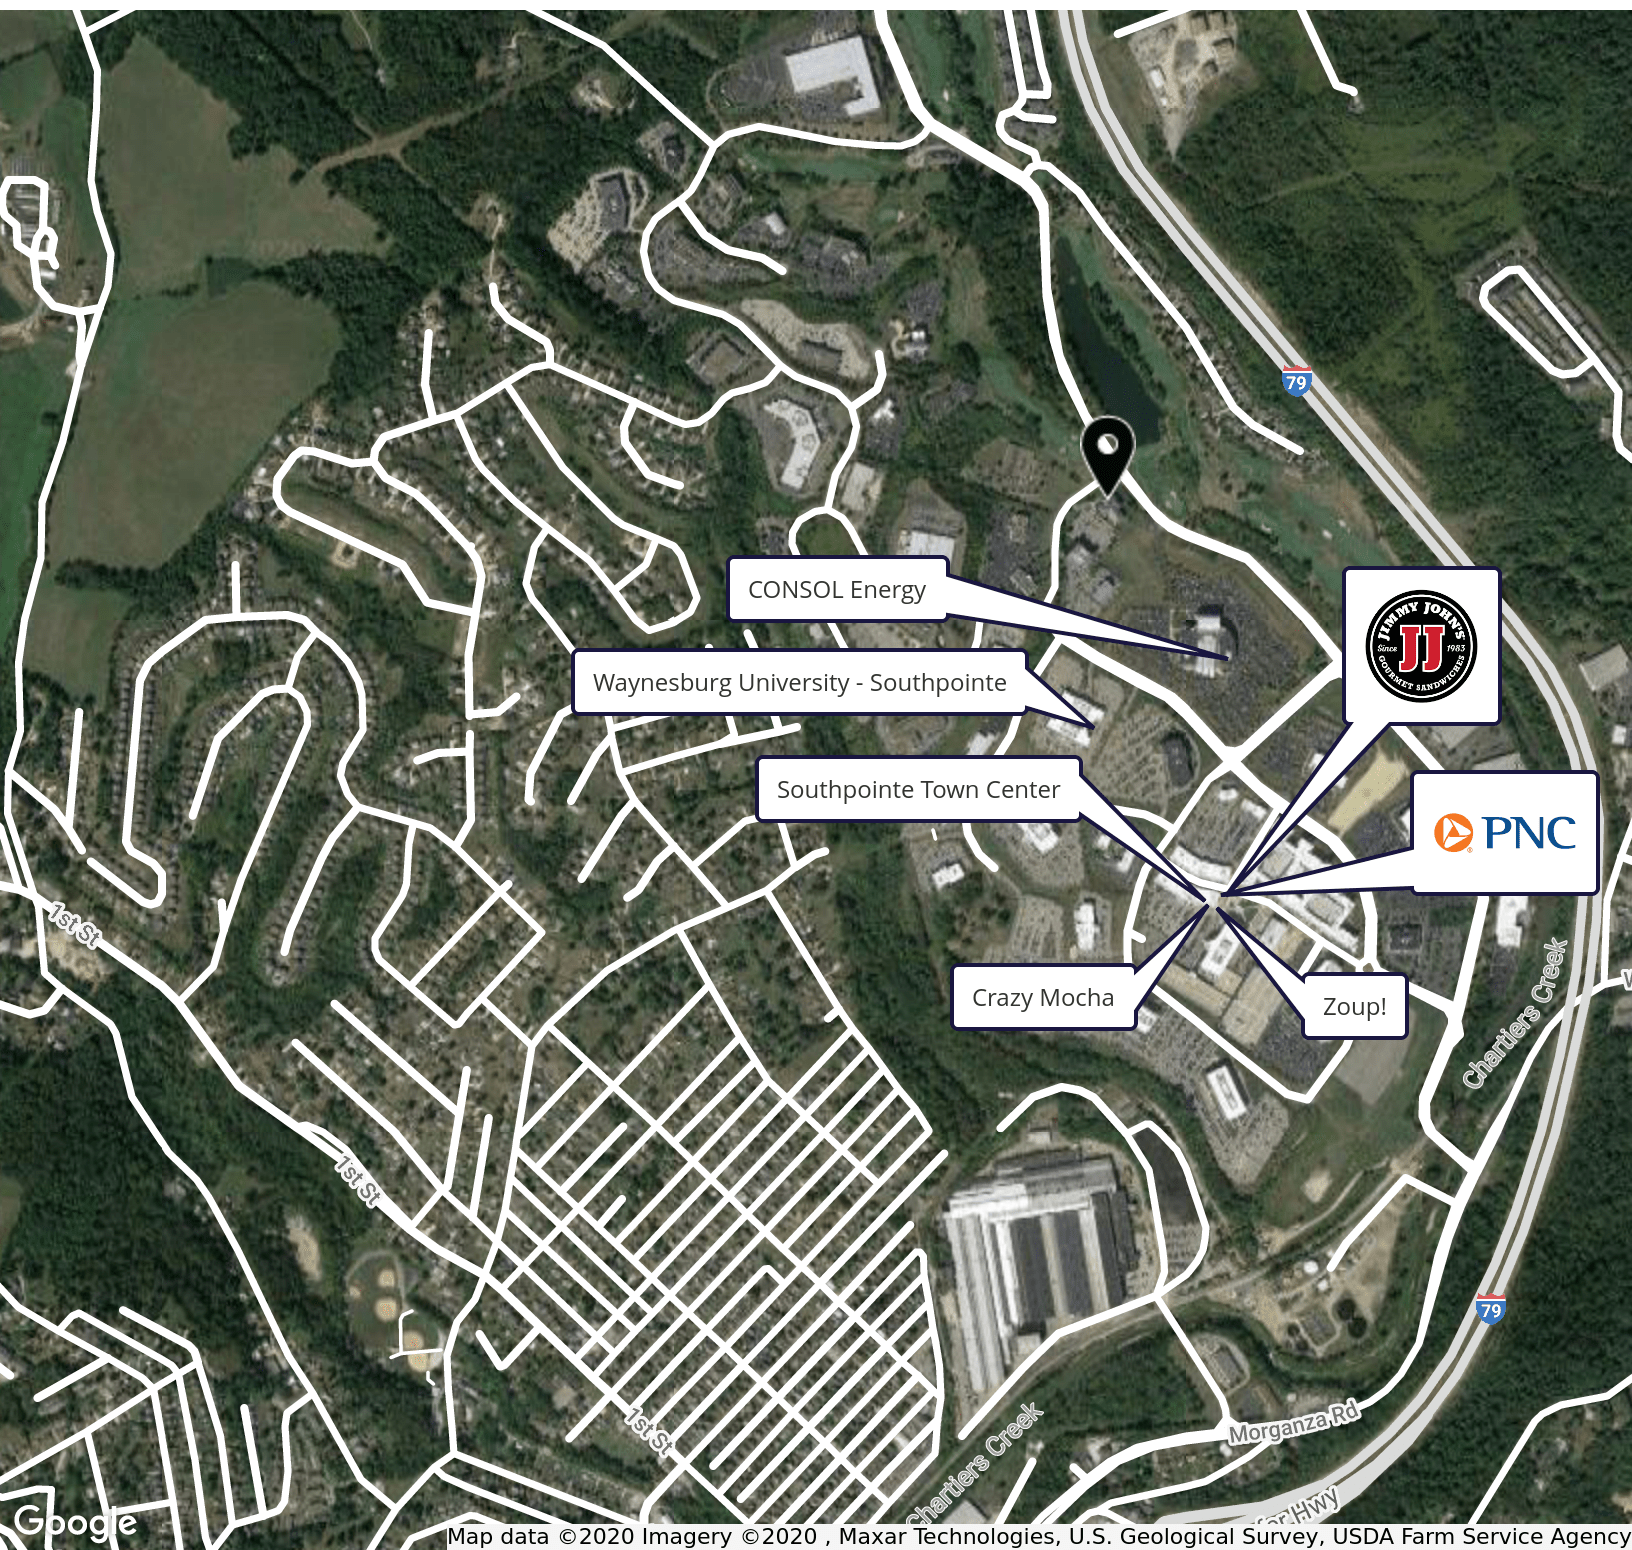 79
CONSOL Energy
JIMMY JOHN'S
Since JJ 1983
GOURMET SANDWICHES
Waynesburg University - Southpointe
Southpointe Town Center
PNC
1st St
Chartiers Creek
Crazy Mocha
Zoup!
1st St
79
1st St
Morganza Rd
Chartiers Creek
Hwy
Google
Map data ©2020 Imagery ©2020 , Maxar Technologies, U.S. Geological Survey, USDA Farm Service Agency